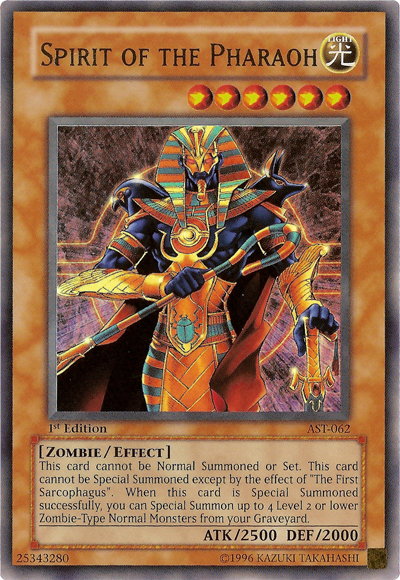 SPIRIT OF THE PHARAOH
LIGHT
光
1st Edition
AST-062
[ZOMBIE/EFFECT]
This card cannot be Normal Summoned or Set. This card
cannot be Special Summoned except by the effect of "The First
Sarcophagus". When this card is Special Summoned
successfully, you can Special Summon up to 4 Level 2 or lower
Zombie-Type Normal Monsters from your Graveyard.
ATK/2500 DEF/2000
25343280
©1996 KAZUKI TAKAHASHI